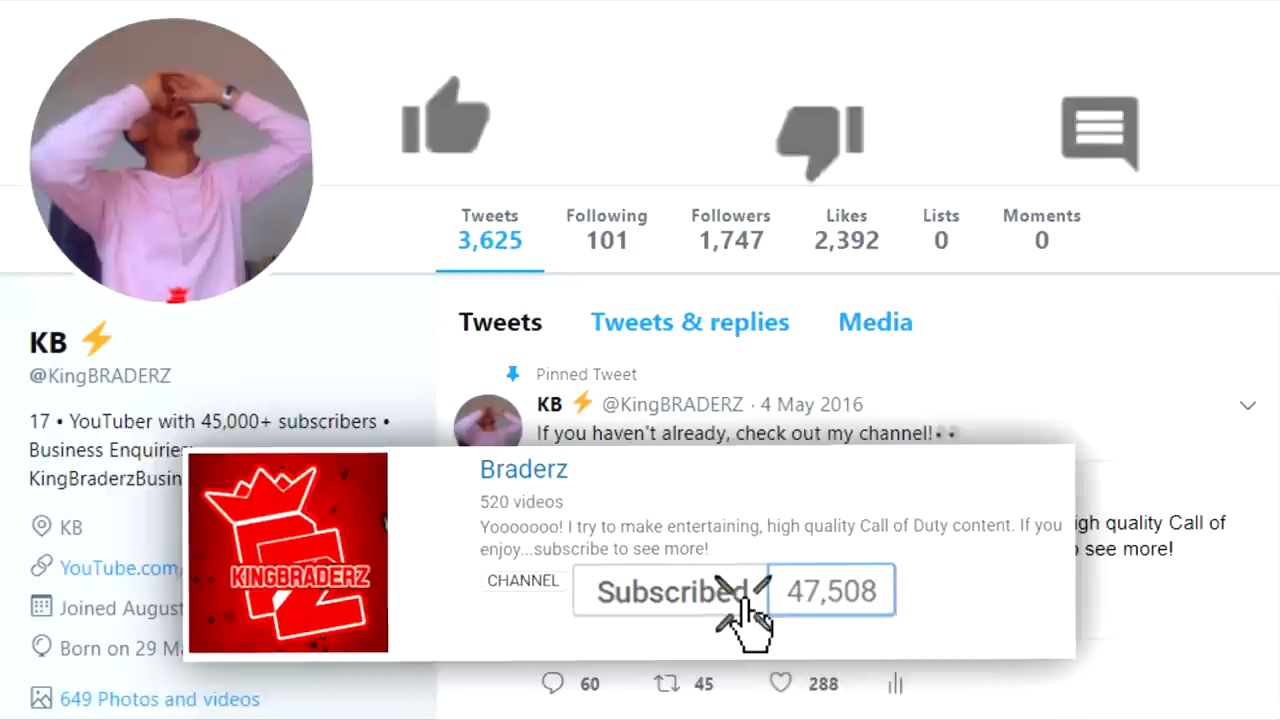 Tweets Following Followers Likes Lists Moments
3,625 101 1,747 2,392 0 0
KB ⚡
@KingBRADERZ
17 • YouTuber with 45,000+ subscribers •
Business Enquiries
KingBraderzBusin
KB
YouTube.com
Joined August
Born on 29 M
649 Photos and videos
Tweets Tweets & replies Media
Pinned Tweet
KB ⚡ @KingBRADERZ · 4 May 2016
If you haven't already, check out my channel!👀
igh quality Call of
see more!
KINGBRADERZ
Braderz
520 videos
Yooooooo! I try to make entertaining, high quality Call of Duty content. If you
enjoy...subscribe to see more!
CHANNEL
Subscribed 47,508
60 45 288